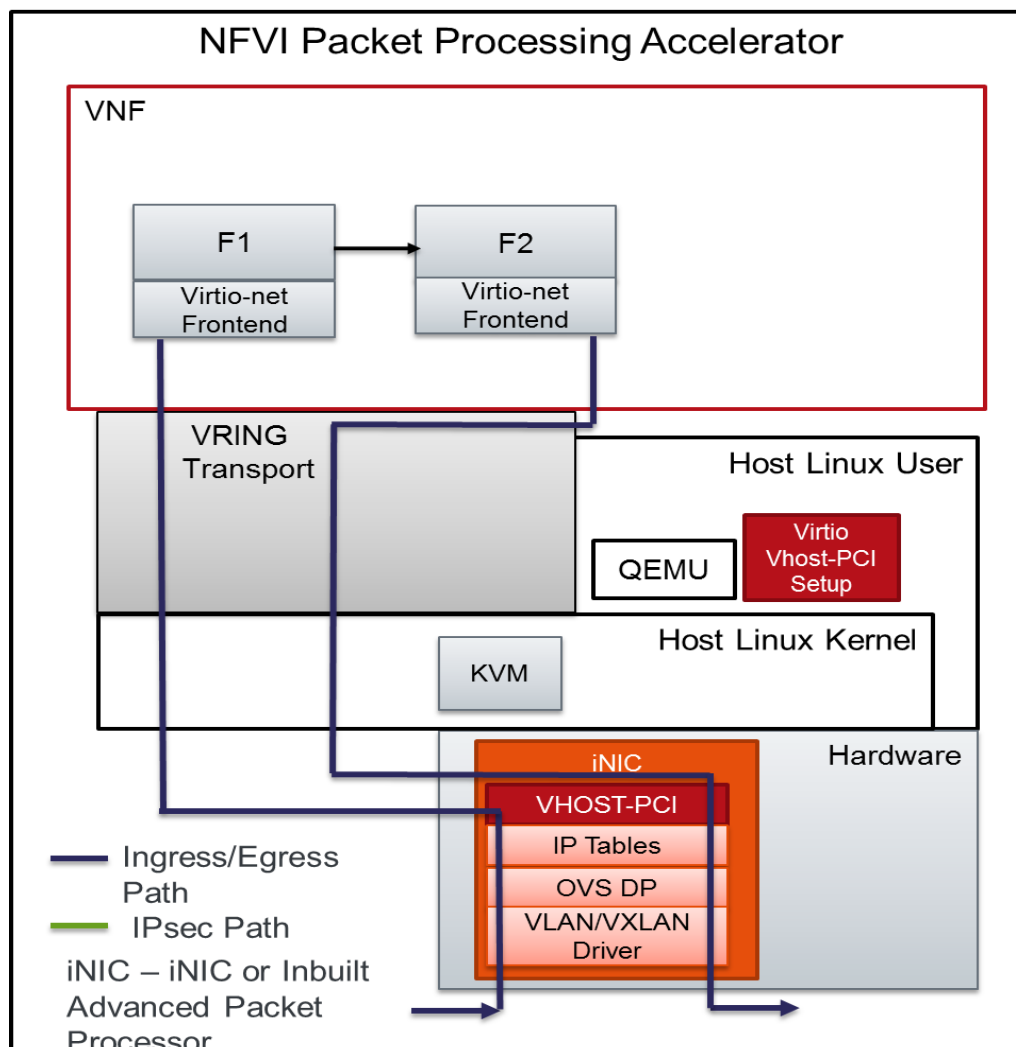 NFVI Packet Processing Accelerator
VNF
F1
Virtio-net
Frontend
F2
Virtio-net
Frontend
VRING
Transport
Host Linux User
QEMU
Virtio
Vhost-PCI
Setup
Host Linux Kernel
KVM
Hardware
iNIC
VHOST-PCI
IP Tables
OVS DP
VLAN/VXLAN
Driver
Ingress/Egress
Path
IPsec Path
iNIC – iNIC or Inbuilt
Advanced Packet
Processor